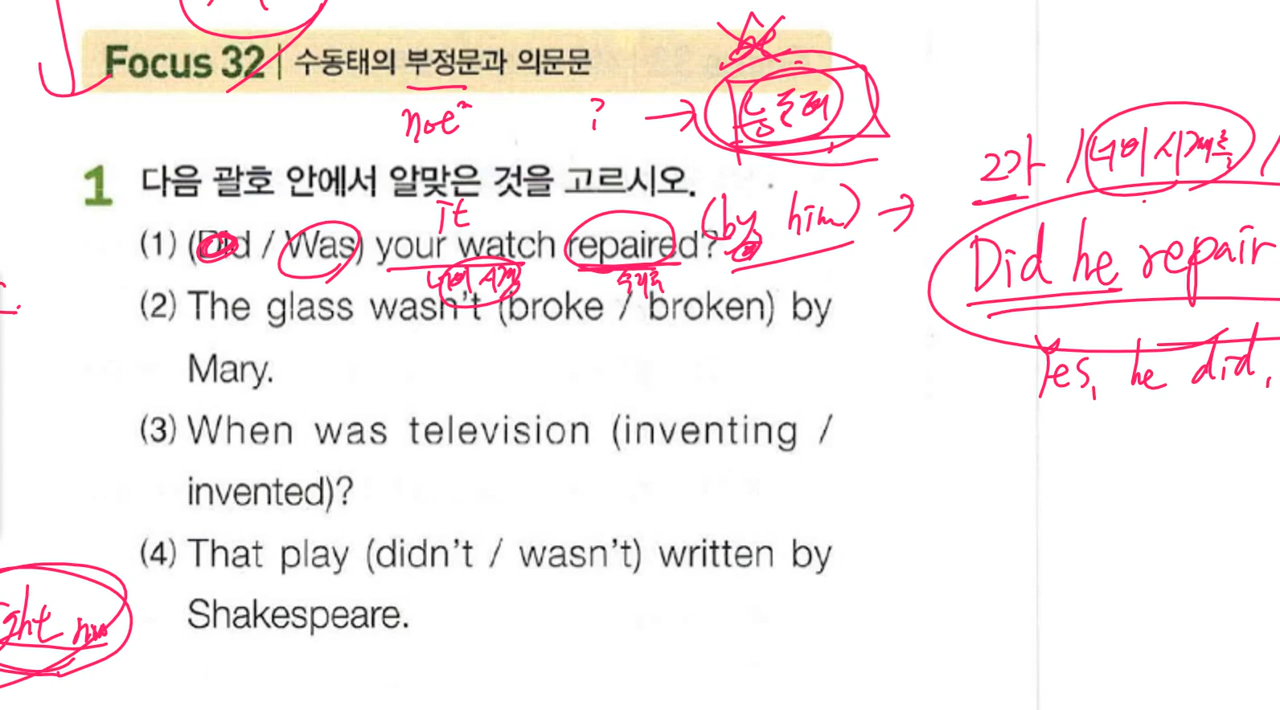 Focus 32 | 수동태의 부정문과 의문문
not ? → 능동태
1 다음 괄호 안에서 알맞은 것을 고르시오.
it
(1) (Did / Was) your watch repaired? (by him) →
너의 시계
(2) The glass wasn't (broke / broken) by
Mary.
(3) When was television (inventing /
invented)?
(4) That play (didn't / wasn't) written by
Shakespeare.
그가 / 너의 시계를 /
Did he repair
Yes, he did.